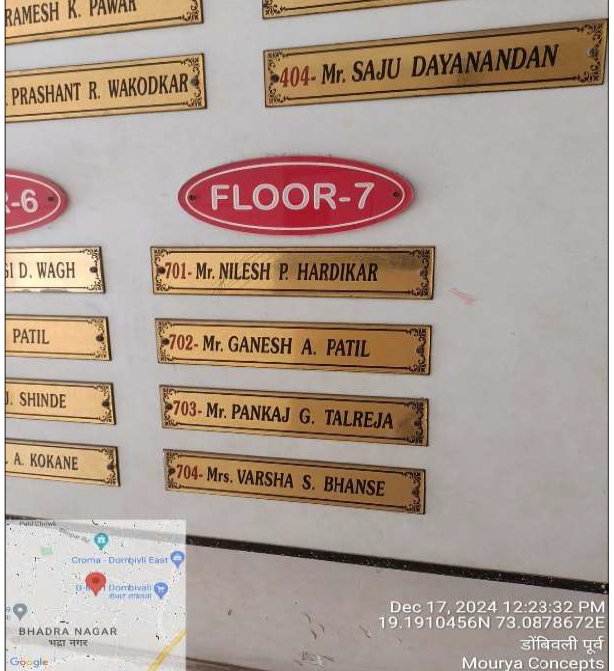 RAMESH K. PAWAR
PRASHANT R. WAKODKAR
404- Mr. SAJU DAYANANDAN
-6
FLOOR-7
D. WAGH
701- Mr. NILESH P. HARDIKAR
PATIL
702- Mr. GANESH A. PATIL
J. SHINDE
703- Mr. PANKAJ G. TALREJA
A. KOKANE
704- Mrs. VARSHA S. BHANSE
Croma - Dombivli East
Dombivali
BHADRA NAGAR
भद्रा नगर
Google
Dec 17, 2024 12:23:32 PM
19.1910456N 73.0878672E
डोंबिवली पूर्व
Mourya Concepts